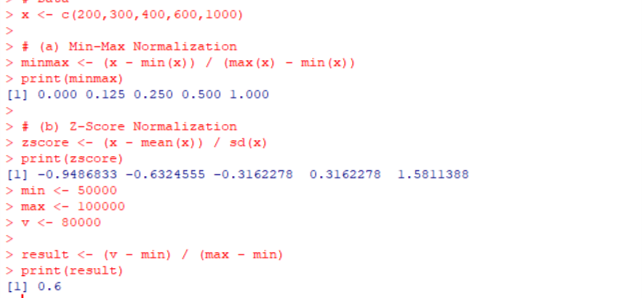 # Data
> x <- c(200,300,400,600,1000)
>
> # (a) Min-Max Normalization
> minmax <- (x - min(x)) / (max(x) - min(x))
> print(minmax)
[1] 0.000 0.125 0.250 0.500 1.000
>
> # (b) Z-Score Normalization
> zscore <- (x - mean(x)) / sd(x)
> print(zscore)
[1] -0.9486833 -0.6324555 -0.3162278  0.3162278  1.5811388
> min <- 50000
> max <- 100000
> v <- 80000
>
> result <- (v - min) / (max - min)
> print(result)
[1] 0.6